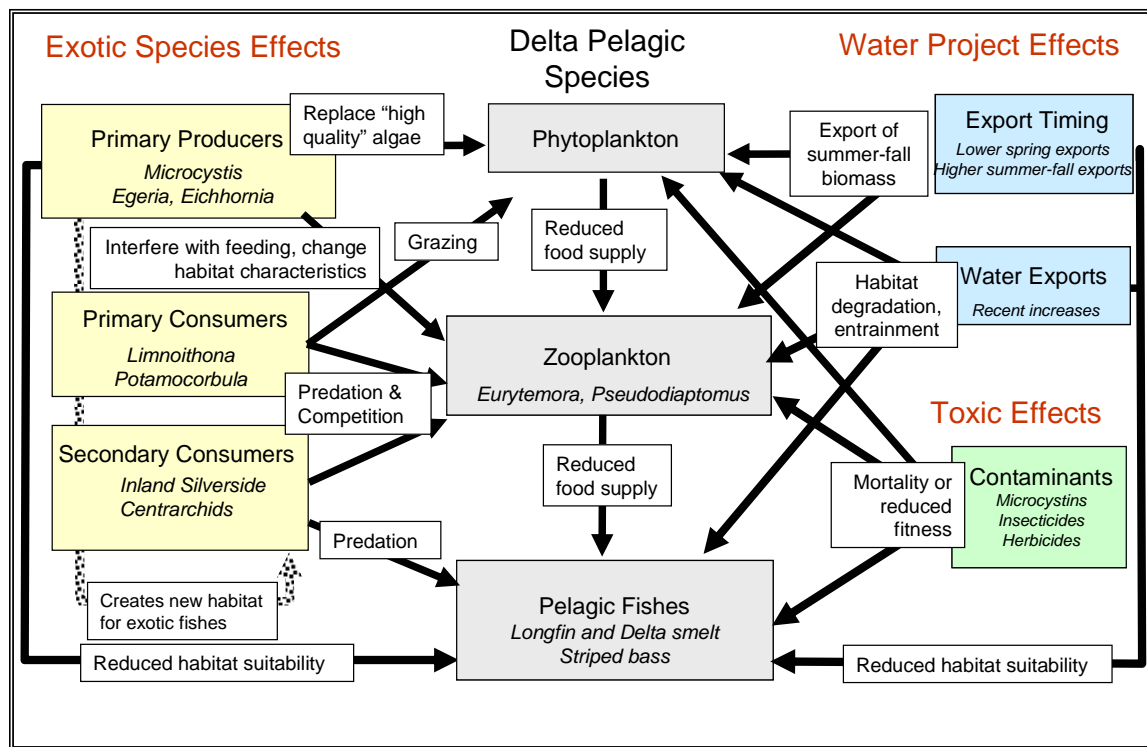 Exotic Species Effects
Delta Pelagic
Species
Water Project Effects
Primary Producers
Microcystis
Egeria, Eichhornia
Replace “high
quality” algae
Phytoplankton
Export of
summer-fall
biomass
Export Timing
Lower spring exports
Higher summer-fall exports
Interfere with feeding, change
habitat characteristics
Grazing
Reduced
food supply
Habitat
degradation,
entrainment
Water Exports
Recent increases
Primary Consumers
Limnoithona
Potamocorbula
Predation &
Competition
Zooplankton
Eurytemora, Pseudodiaptomus
Toxic Effects
Secondary Consumers
Inland Silverside
Centrarchids
Reduced
food supply
Mortality or
reduced
fitness
Contaminants
Microcystins
Insecticides
Herbicides
Predation
Creates new habitat
for exotic fishes
Pelagic Fishes
Longfin and Delta smelt
Striped bass
Reduced habitat suitability
Reduced habitat suitability